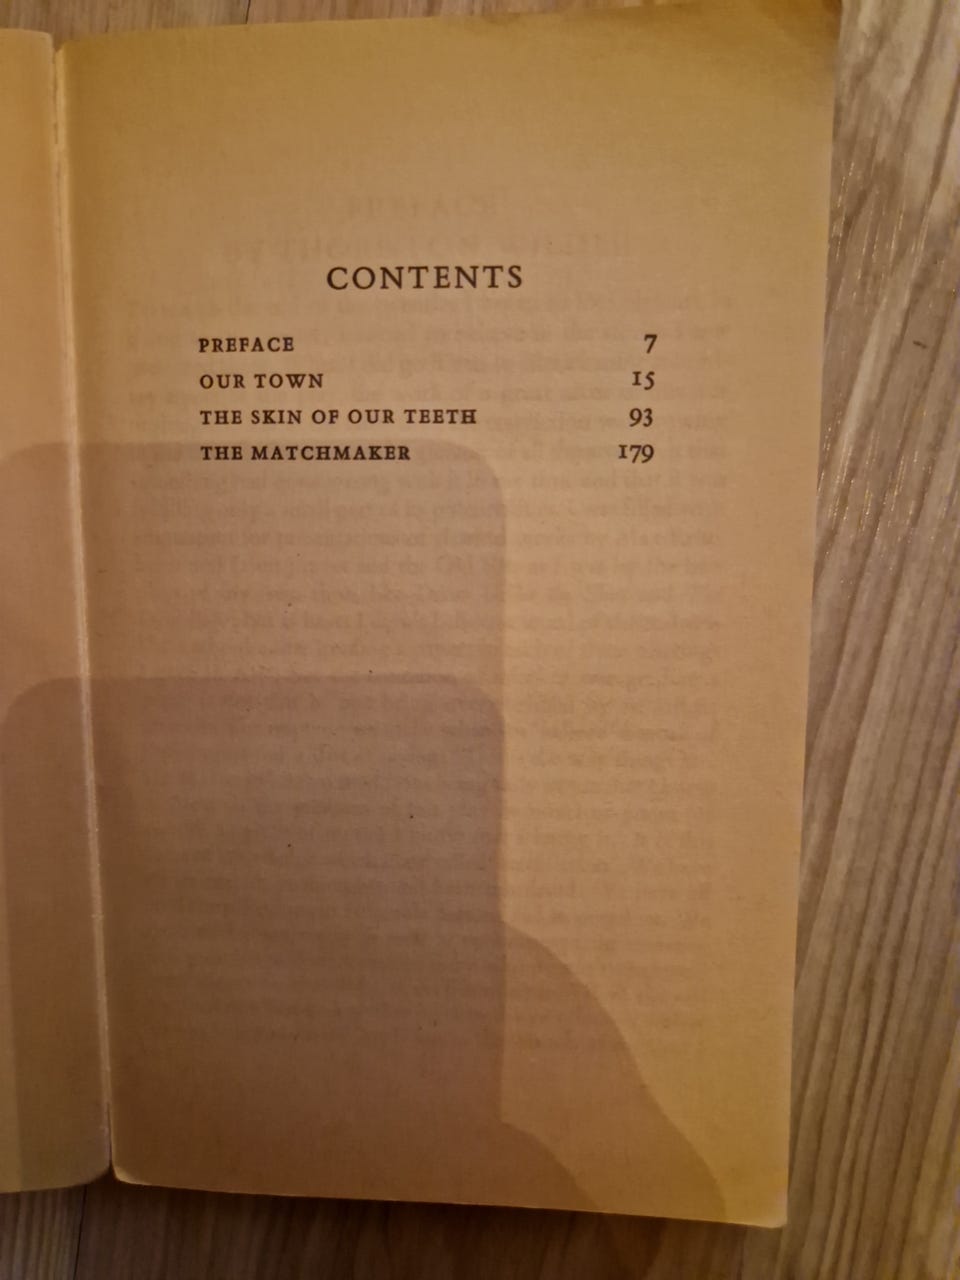 CONTENTS
PREFACE 7
OUR TOWN 15
THE SKIN OF OUR TEETH 93
THE MATCHMAKER 179